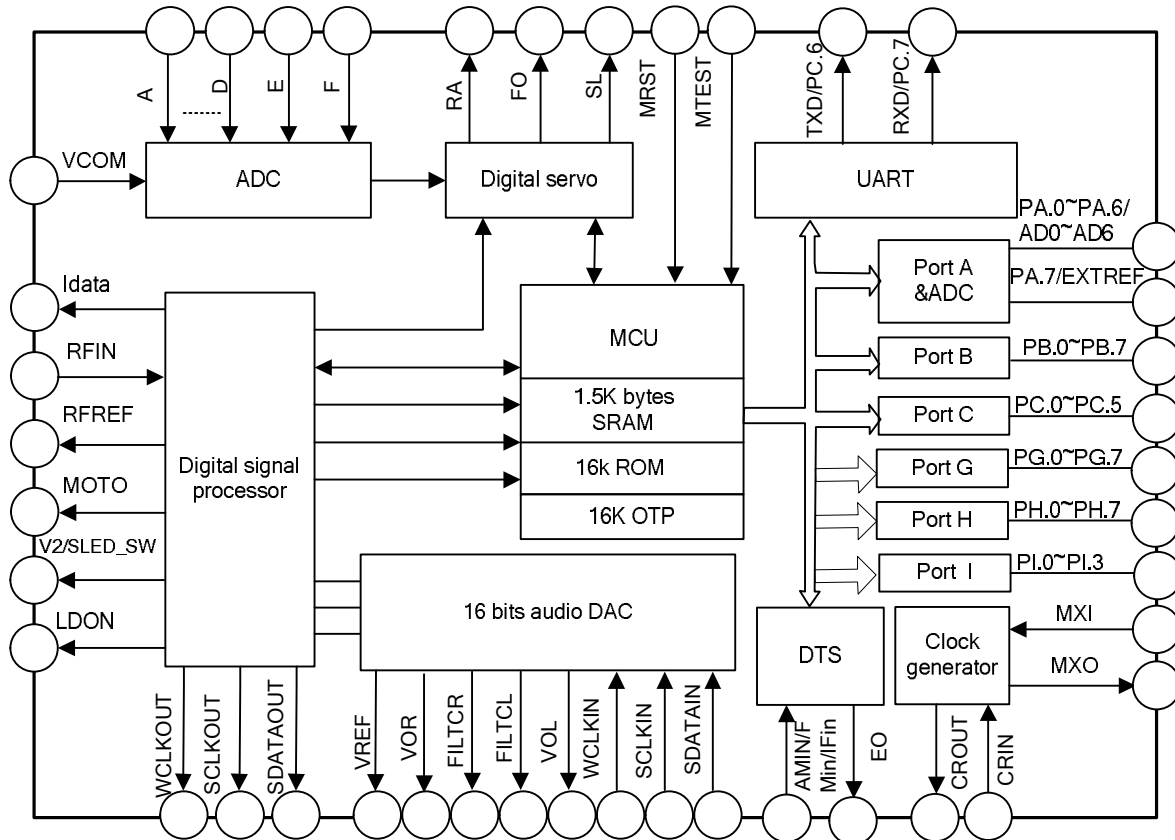 A
D
E
F
RA
FO
SL
MRST
MTEST
TXD/PC.6
RXD/PC.7
VCOM
ADC
Digital servo
UART
PA.0~PA.6/
AD0~AD6
Port A
&ADC
PA.7/EXTREF
Idata
RFIN
RFREF
MOTO
V2/SLED_SW
LDON
Digital signal
processor
MCU
1.5K bytes
SRAM
16k ROM
16K OTP
Port B
PB.0~PB.7
Port C
PC.0~PC.5
Port G
PG.0~PG.7
Port H
PH.0~PH.7
Port I
PI.0~PI.3
16 bits audio DAC
DTS
Clock
generator
MXI
MXO
WCLKOUT
SCLKOUT
SDATAOUT
VREF
VOR
FILTCR
FILTCL
VOL
WCLKIN
SCLKIN
SDATAIN
AMIN/F
Min/IFin
EO
CROUT
CRIN